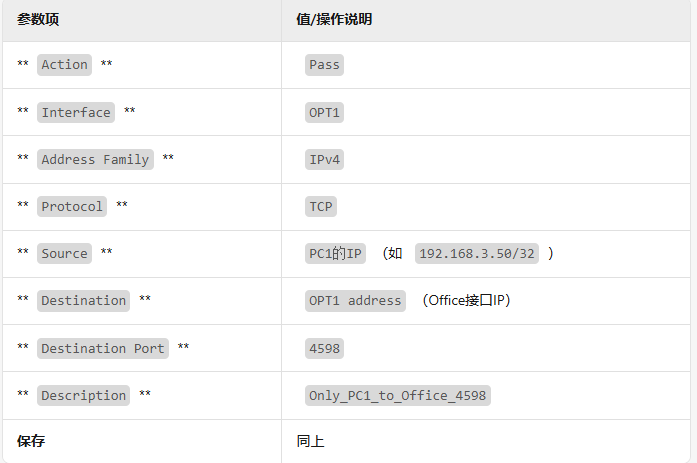 参数项 值/操作说明
** Action ** Pass
** Interface ** OPT1
** Address Family ** IPv4
** Protocol ** TCP
** Source ** PC1的IP （如 192.168.3.50/32 ）
** Destination ** OPT1 address （Office接口IP）
** Destination Port ** 4598
** Description ** Only_PC1_to_Office_4598
保存 同上